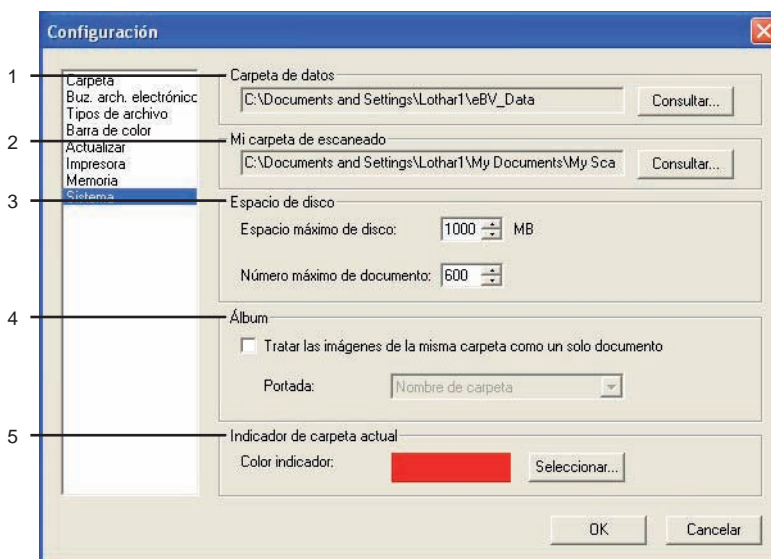 Configuración
1
2
3
4
5
Carpeta
Buz. arch. electrónicc
Tipos de archivo
Barra de color
Actualizar
Impresora
Memoria
Sistema
Carpeta de datos
C:\Documents and Settings\Lothar1\eBV_Data
Consultar...
Mi carpeta de escaneado
C:\Documents and Settings\Lothar1\My Documents\My Sca
Consultar...
Espacio de disco
Espacio máximo de disco: 1000 MB
Número máximo de documento: 600
Álbum
Tratar las imágenes de la misma carpeta como un solo documento
Portada: Nombre de carpeta
Indicador de carpeta actual
Color indicador: Seleccionar...
OK Cancelar